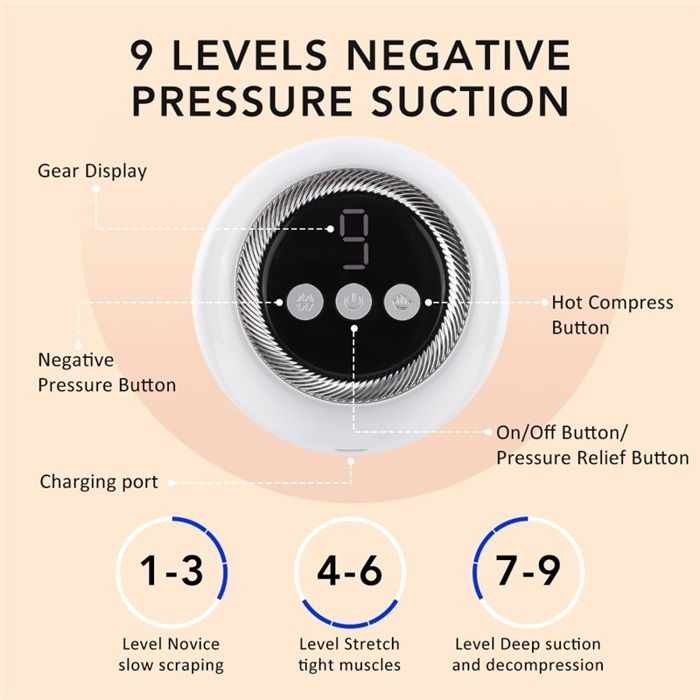 9 LEVELS NEGATIVE
PRESSURE SUCTION
Gear Display
9
Hot Compress
Button
Negative
Pressure Button
On/Off Button/
Pressure Relief Button
Charging port
1-3
4-6
7-9
Level Novice
slow scraping
Level Stretch
tight muscles
Level Deep suction
and decompression